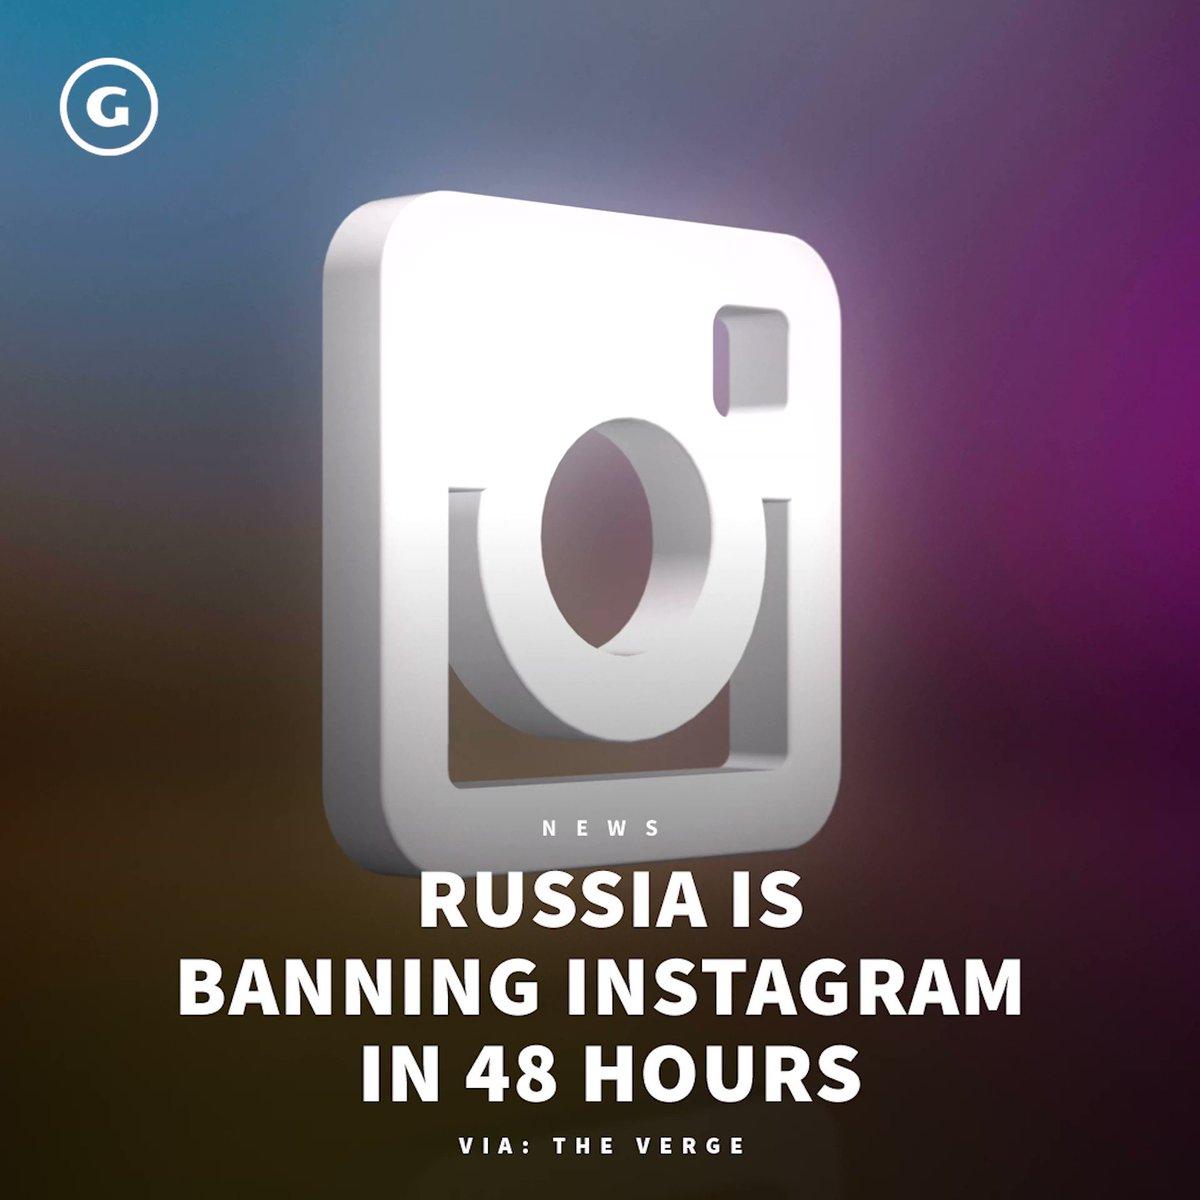 G
NEWS
RUSSIA IS
BANNING INSTAGRAM
IN 48 HOURS
VIA: THE VERGE